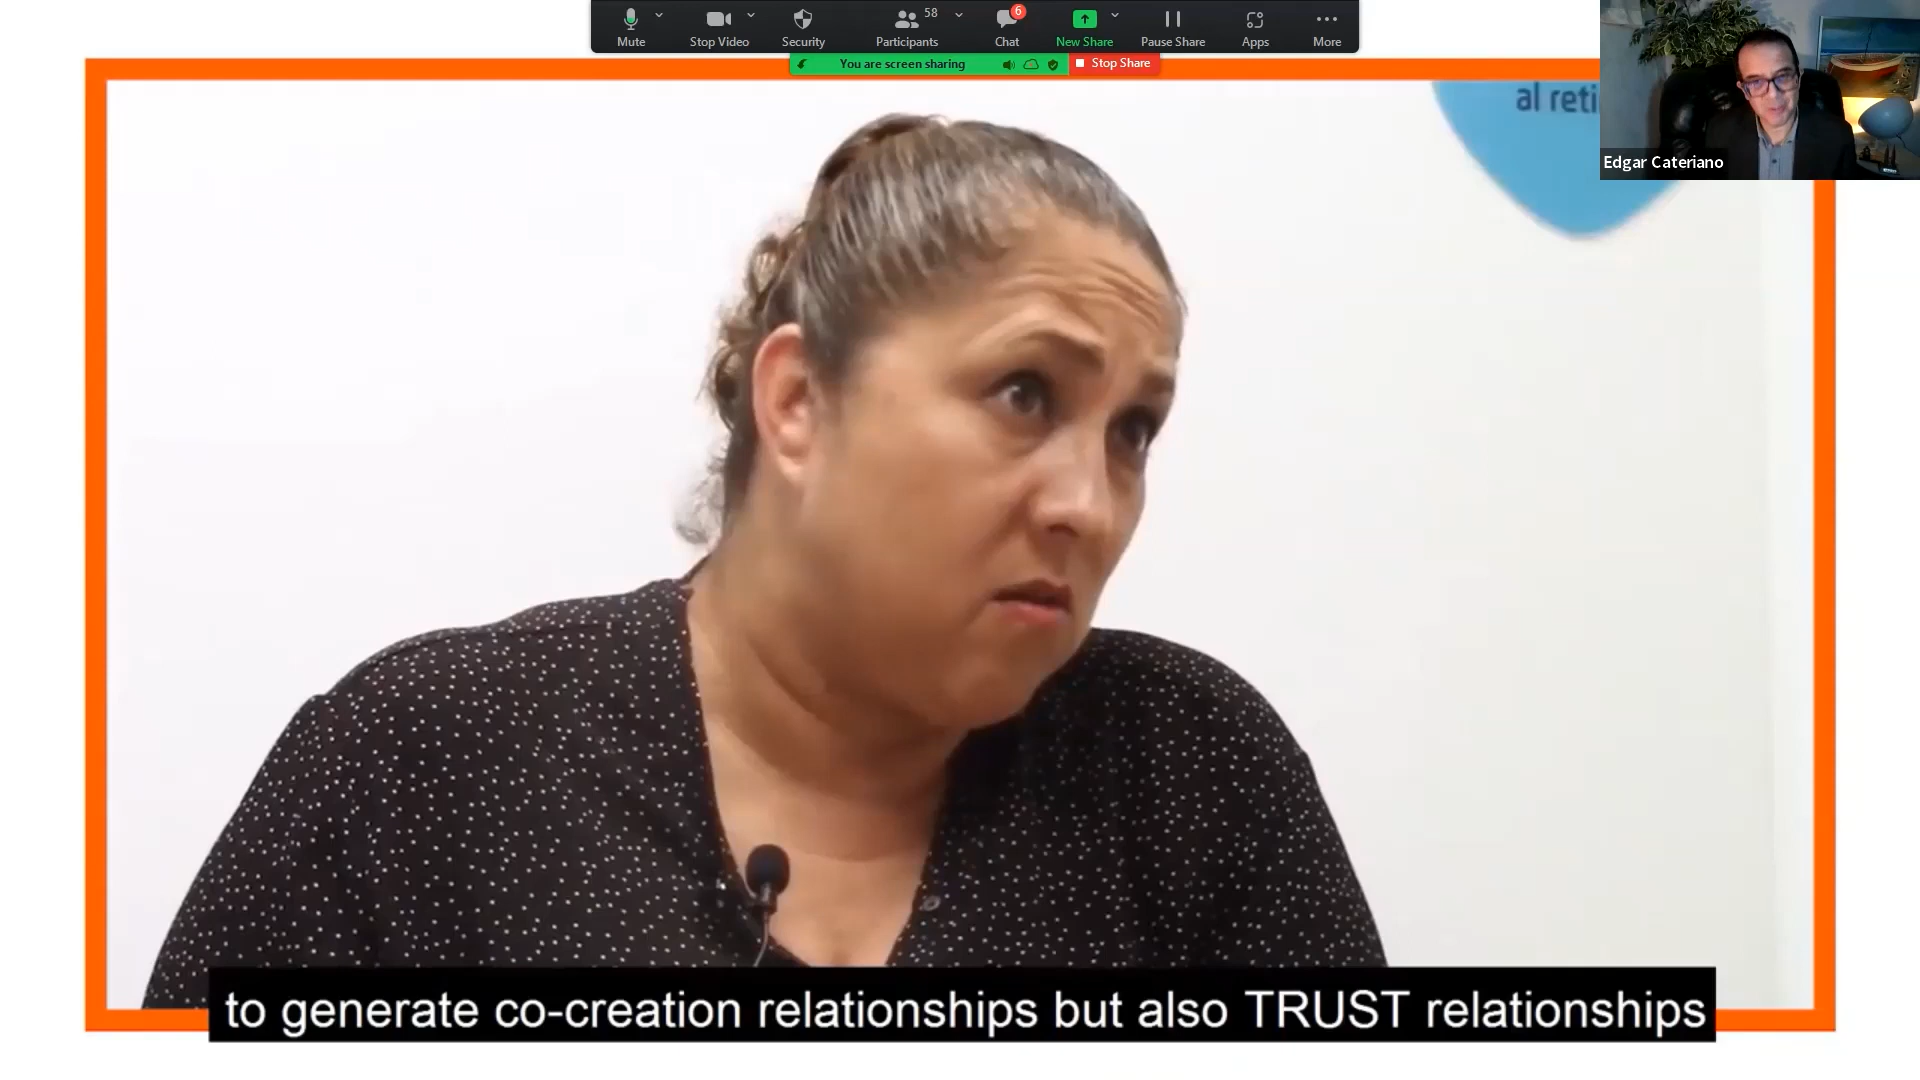 58
6
Mute
Stop Video
Security
Participants
Chat
New Share
Pause Share
Apps
More
You are screen sharing
Stop Share
al
Edgar Cateriano
to generate co-creation relationships but also TRUST relationships